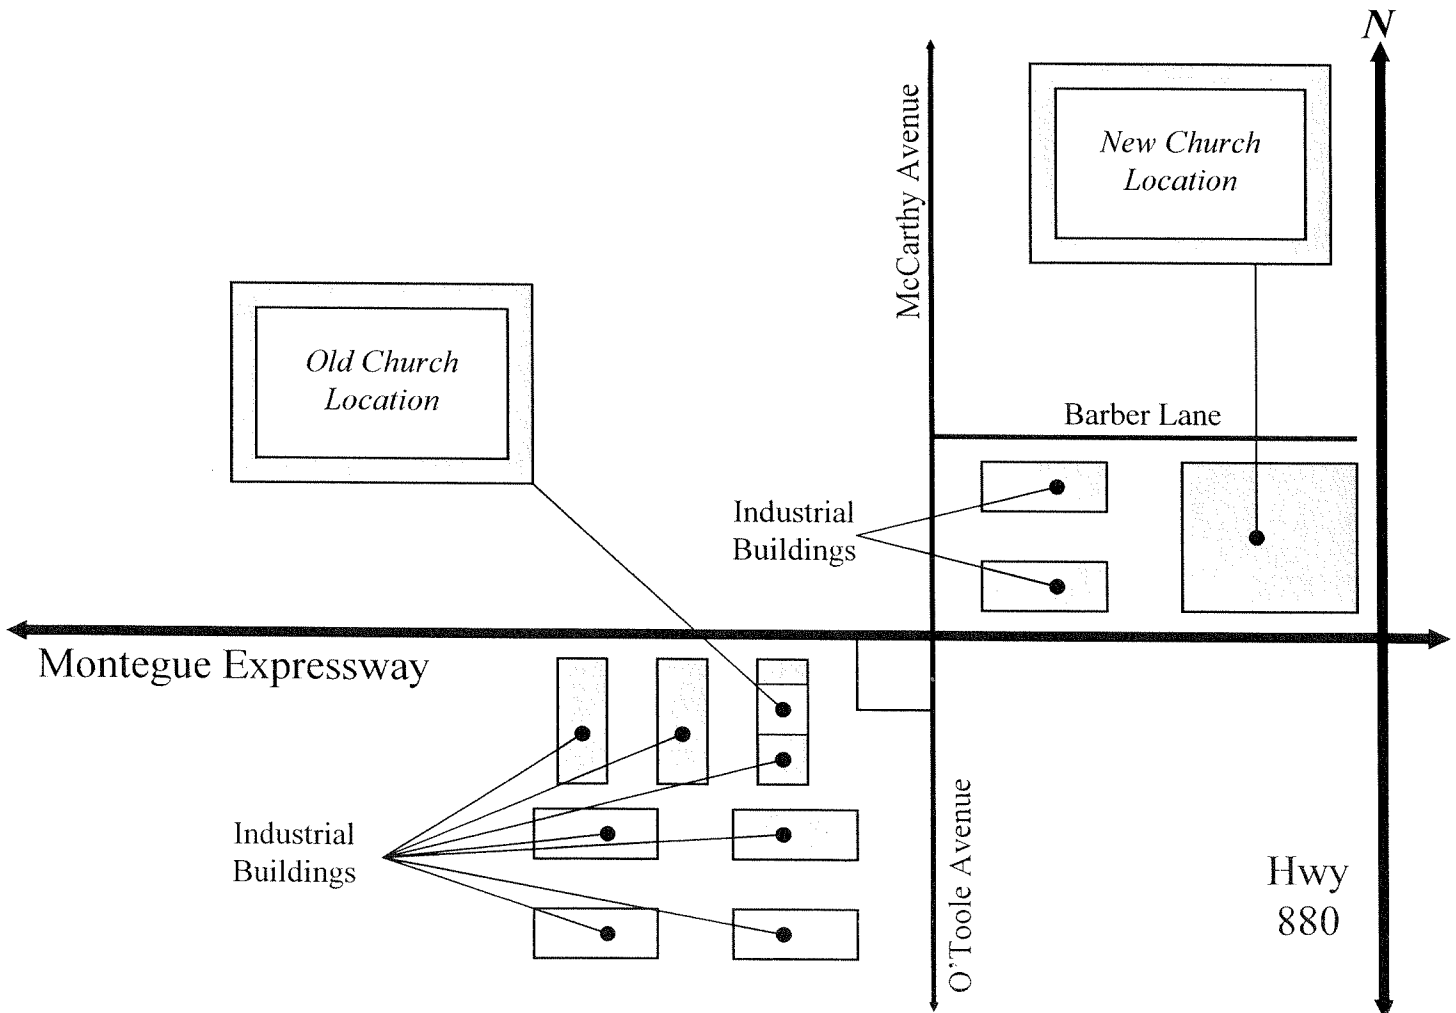 N
New Church
Location
McCarthy Avenue
Old Church
Location
Barber Lane
Industrial
Buildings
Montegue Expressway
Industrial
Buildings
O'Toole Avenue
Hwy
880